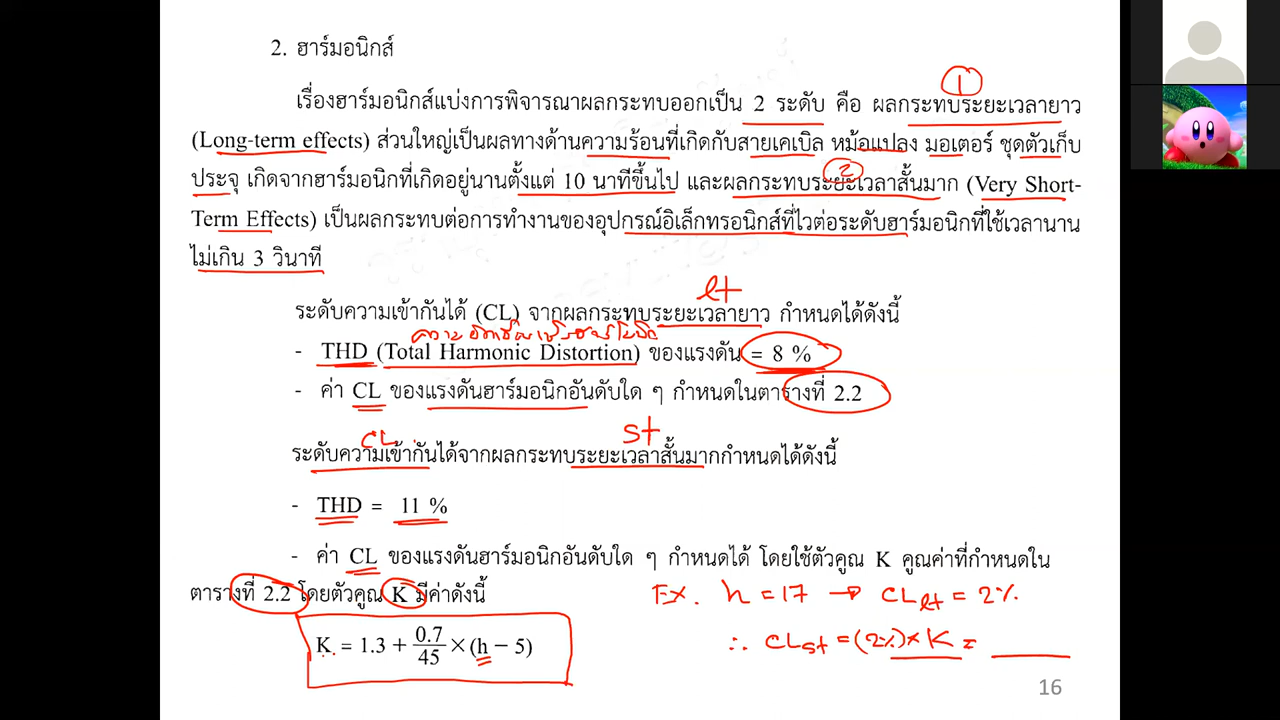 2. ฮาร์มอนิกส์
1
เรื่องฮาร์มอนิกส์แบ่งการพิจารณาผลกระทบออกเป็น 2 ระดับ คือ ผลกระทบระยะเวลายาว
(Long-term effects) ส่วนใหญ่เป็นผลทางด้านความร้อนที่เกิดกับสายเคเบิล หม้อแปลง มอเตอร์ ชุดตัวเก็บ
2
ประจุ เกิดจากฮาร์มอนิกที่เกิดอยู่นานตั้งแต่ 10 นาทีขึ้นไป และผลกระทบระยะเวลาสั้นมาก (Very Short-
Term Effects) เป็นผลกระทบต่อการทำงานของอุปกรณ์อิเล็กทรอนิกส์ที่ไวต่อระดับฮาร์มอนิกที่ใช้เวลานาน
ไม่เกิน 3 วินาที
lt
ระดับความเข้ากันได้ (CL) จากผลกระทบระยะเวลายาว กำหนดได้ดังนี้
- THD (Total Harmonic Distortion) ของแรงดัน = 8 %
- ค่า CL ของแรงดันฮาร์มอนิกอันดับใด ๆ กำหนดในตารางที่ 2.2
CL st
ระดับความเข้ากันได้จากผลกระทบระยะเวลาสั้นมากกำหนดได้ดังนี้
- THD = 11 %
- ค่า CL ของแรงดันฮาร์มอนิกอันดับใด ๆ กำหนดได้ โดยใช้ตัวคูณ K คูณค่าที่กำหนดใน
ตารางที่ 2.2 โดยตัวคูณ K มีค่าดังนี้
EX. h = 17 → CLlt = 2%
K = 1.3 + 0.7/45 × (h − 5)
∴ CLst = (2%) × K =
16